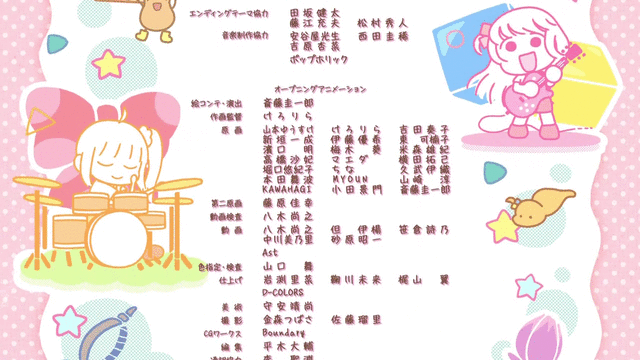 エンディングテーマ協力 田坂健太
藤江充夫 松村秀人
音楽制作協力 安谷屋光生 西田圭稀
吉原杏菜
ポップホリック
オープニングアニメーション
絵コンテ・演出 斎藤圭一郎
作画監督 けろりら
原画 山本ゆうすけ けろりら 吉田奏子
新垣一成 伊藤優希 東 可楠子
濱口 明 梅木 葵 米森雄紀
高橋沙妃 マエダ 横田拓己
堀口悠紀子 ちな 久武伊織
本田舞波 MYOUN 山崎 淳
KAWAHAGI 小田景門 斎藤圭一郎
第二原画 藤原佳幸
動画検査 八木尚之
動画 八木尚之 但 伊楊 笹倉詩乃
中川美乃里 砂原昭一
Ast
色指定・検査 山口 舞
仕上げ 岩渕里菜 鞠川未来 梶山 翼
D-COLORS
美術 守安靖尚
撮影 金森つばさ 佐藤瑠里
CGワークス Boundary
編集 平木大輔